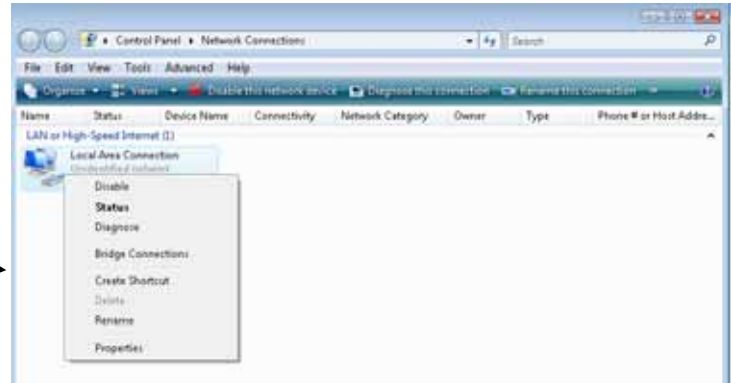 Control Panel Network Connections Search
File Edit View Tools Advanced Help
Organize Views Disable this network device Diagnose this connection Rename this connection
Name Status Device Name Connectivity Network Category Owner Type Phone # or Host Addre...
LAN or High-Speed Internet (1)
Local Area Connection
Unidentified network
Disable
Status
Diagnose
Bridge Connections
Create Shortcut
Delete
Rename
Properties